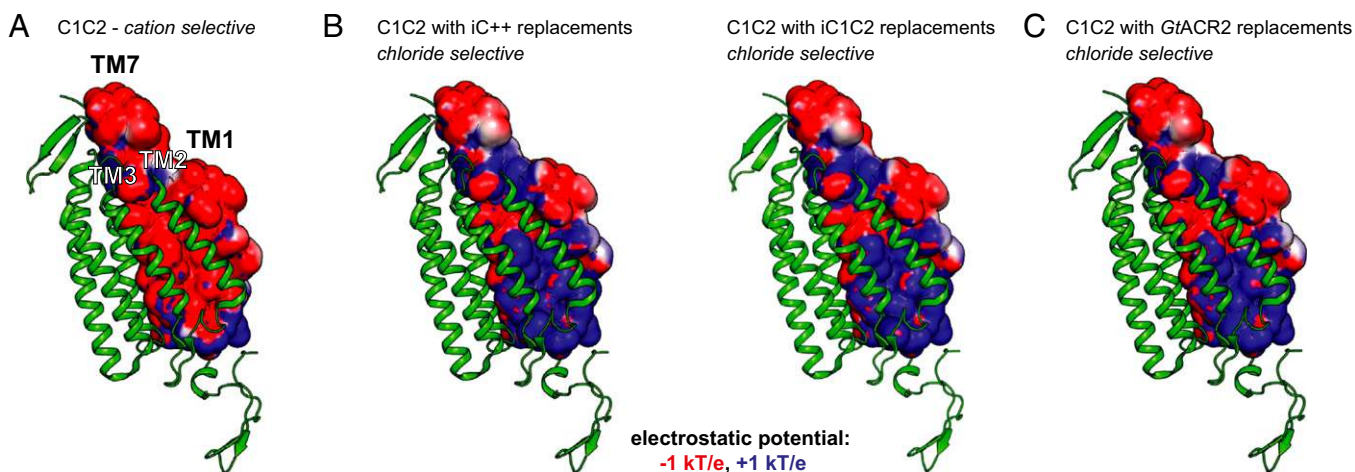 A
C1C2 - cation selective
TM7
TM1
TM2
TM3
B
C1C2 with iC++ replacements
chloride selective
C1C2 with iC1C2 replacements
chloride selective
C
C1C2 with GtACR2 replacements
chloride selective
electrostatic potential:
-1 kT/e, +1 kT/e